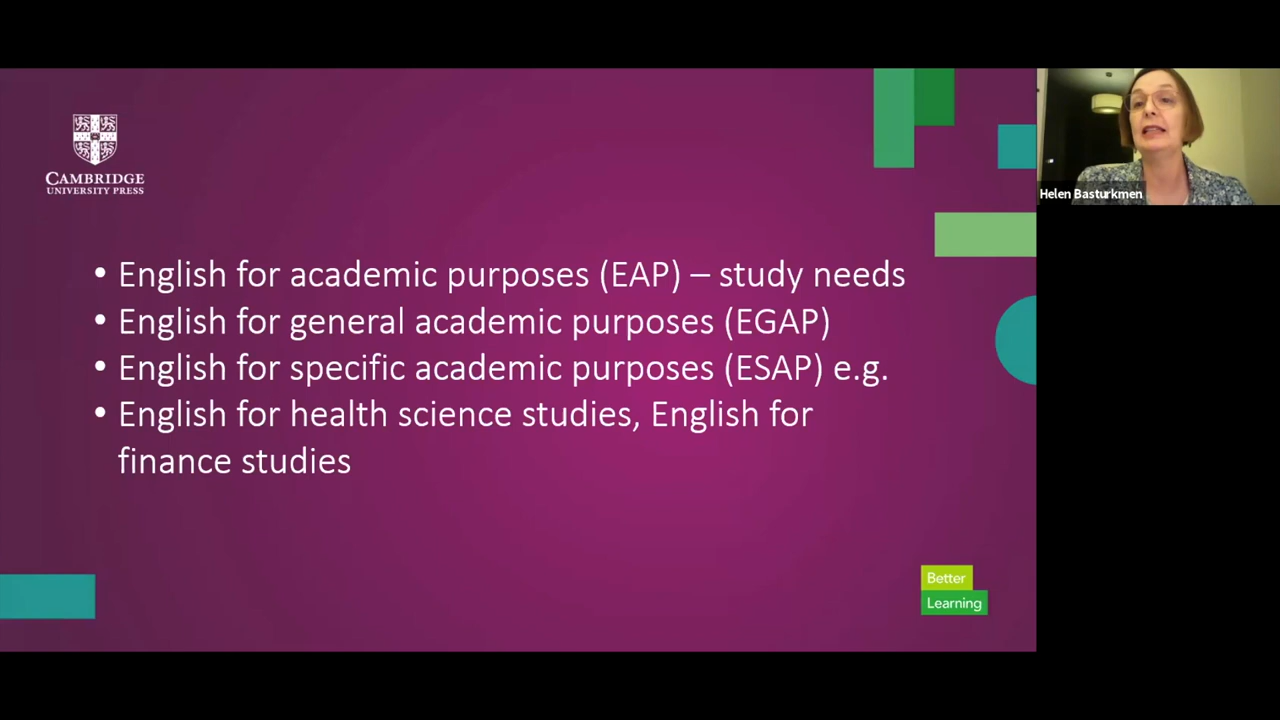 CAMBRIDGE
UNIVERSITY PRESS
• English for academic purposes (EAP) – study needs
• English for general academic purposes (EGAP)
• English for specific academic purposes (ESAP) e.g.
• English for health science studies, English for
finance studies
Better
Learning
Helen Basturkmen